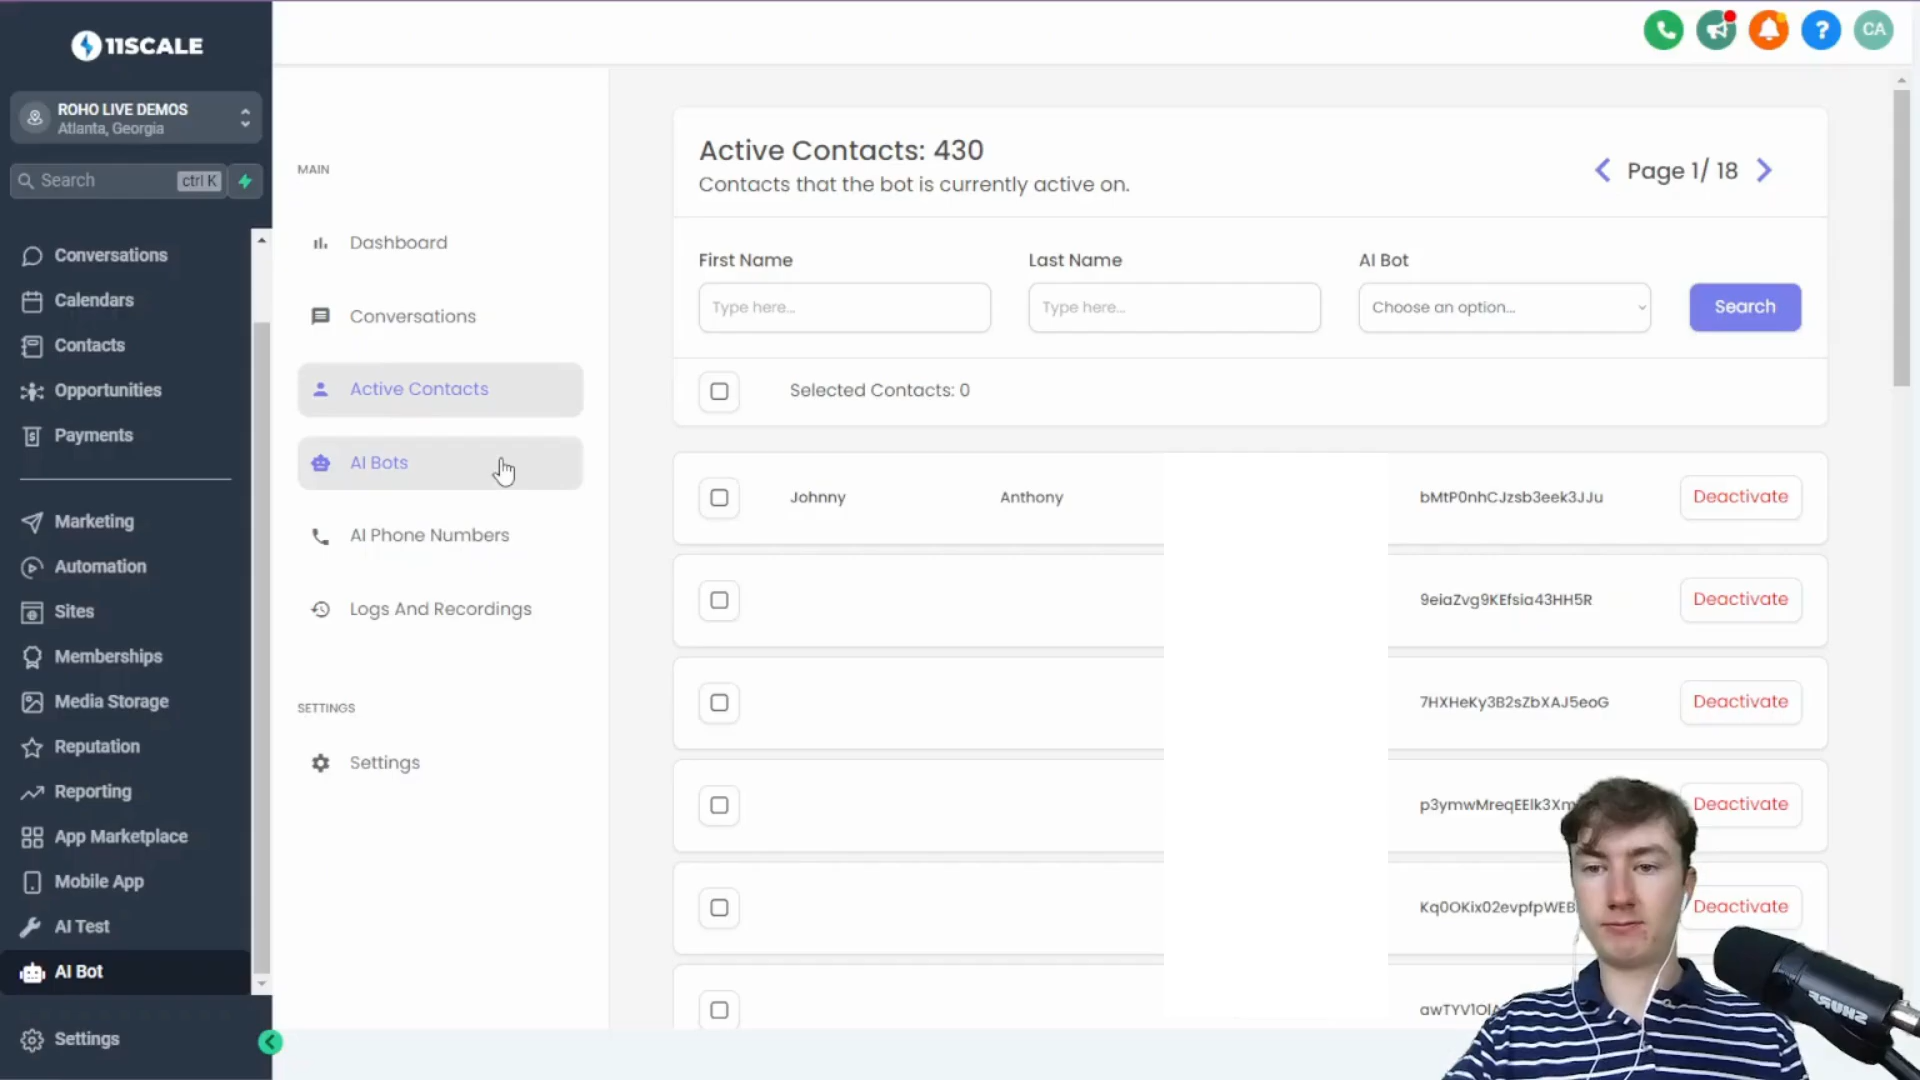 11SCALE
ROHO LIVE DEMOS
Atlanta, Georgia
Search
ctrl K
Conversations
Calendars
Contacts
Opportunities
Payments
Marketing
Automation
Sites
Memberships
Media Storage
Reputation
Reporting
App Marketplace
Mobile App
AI Test
AI Bot
Settings
MAIN
Dashboard
Conversations
Active Contacts
AI Bots
AI Phone Numbers
Logs And Recordings
SETTINGS
Settings
CA
Active Contacts: 430
Contacts that the bot is currently active on.
Page 1/ 18
First Name
Last Name
AI Bot
Type here...
Type here...
Choose an option...
Search
Selected Contacts: 0
Johnny Anthony bMtP0nhCJzsb3eek3JJu Deactivate
9eiaZvg9KEfsia43HH5R Deactivate
7HXHeKy3B2sZbXAJ5eoG Deactivate
Deactivate
Deactivate
SHURE